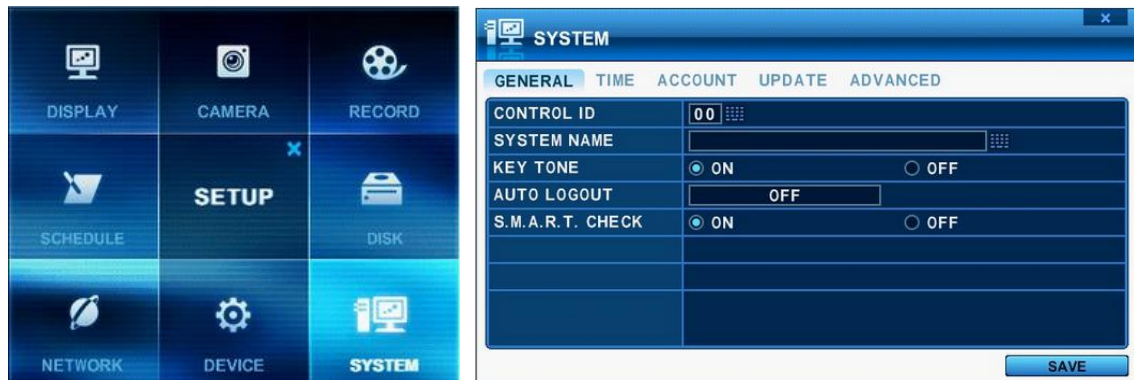 DISPLAY CAMERA RECORD
SCHEDULE SETUP DISK
NETWORK DEVICE SYSTEM
SYSTEM
GENERAL TIME ACCOUNT UPDATE ADVANCED
CONTROL ID 00
SYSTEM NAME
KEY TONE ON OFF
AUTO LOGOUT OFF
S.M.A.R.T. CHECK ON OFF
SAVE